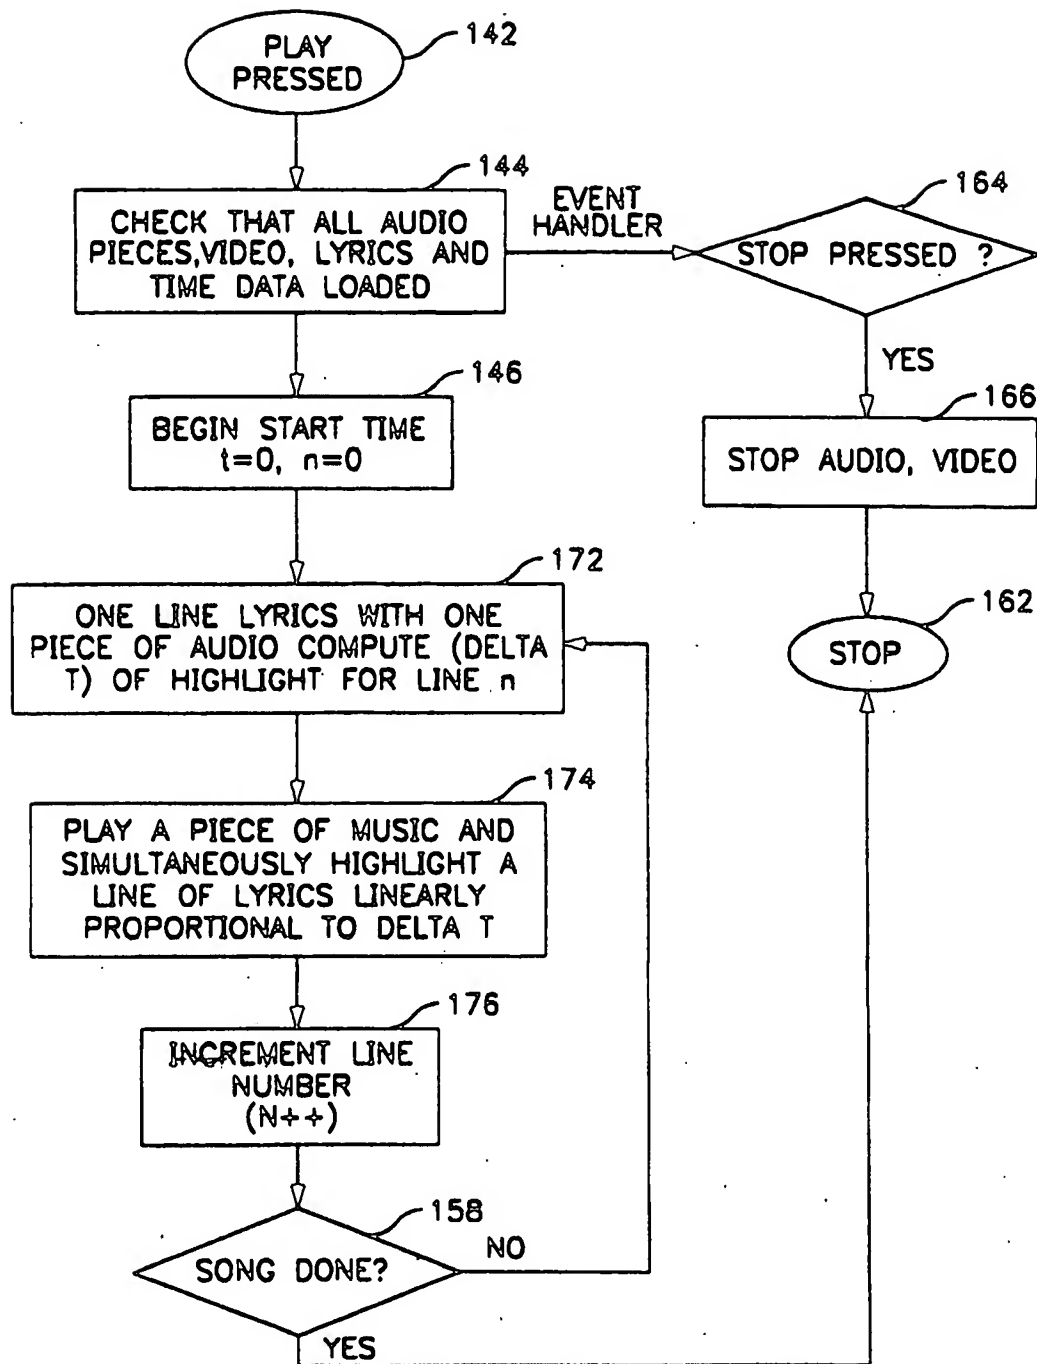 PLAY
PRESSED
142
144
CHECK THAT ALL AUDIO
PIECES,VIDEO, LYRICS AND
TIME DATA LOADED
EVENT
HANDLER
164
STOP PRESSED ?
146
BEGIN START TIME
t=0, n=0
YES
166
STOP AUDIO, VIDEO
172
ONE LINE LYRICS WITH ONE
PIECE OF AUDIO COMPUTE (DELTA
T) OF HIGHLIGHT FOR LINE n
162
STOP
174
PLAY A PIECE OF MUSIC AND
SIMULTANEOUSLY HIGHLIGHT A
LINE OF LYRICS LINEARLY
PROPORTIONAL TO DELTA T
176
INCREMENT LINE
NUMBER
(N++)
158
SONG DONE?
NO
YES